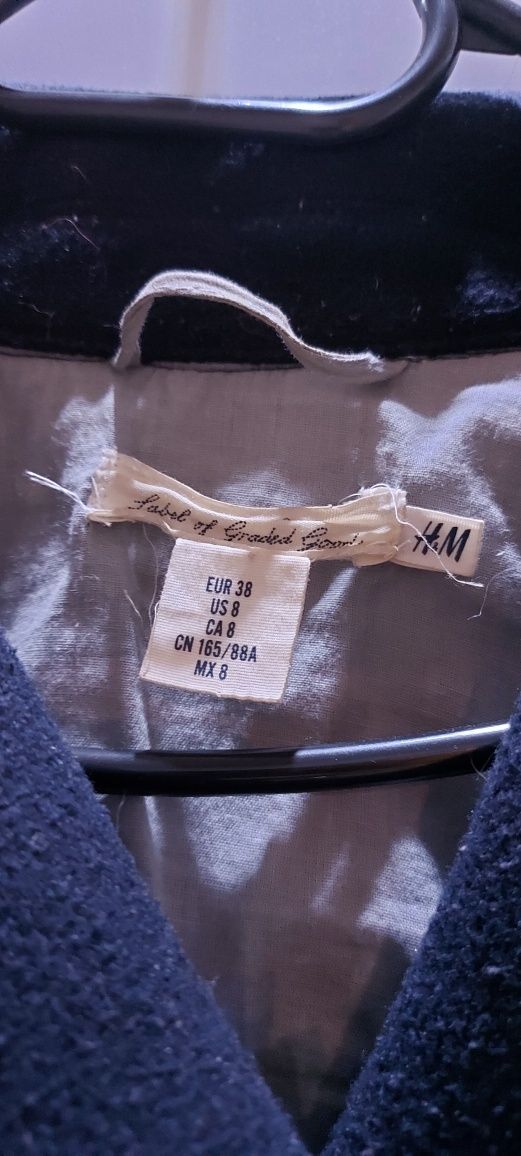 Label of Graded Goods
H&M
EUR 38
US 8
CA 8
CN 165/88A
MX 8